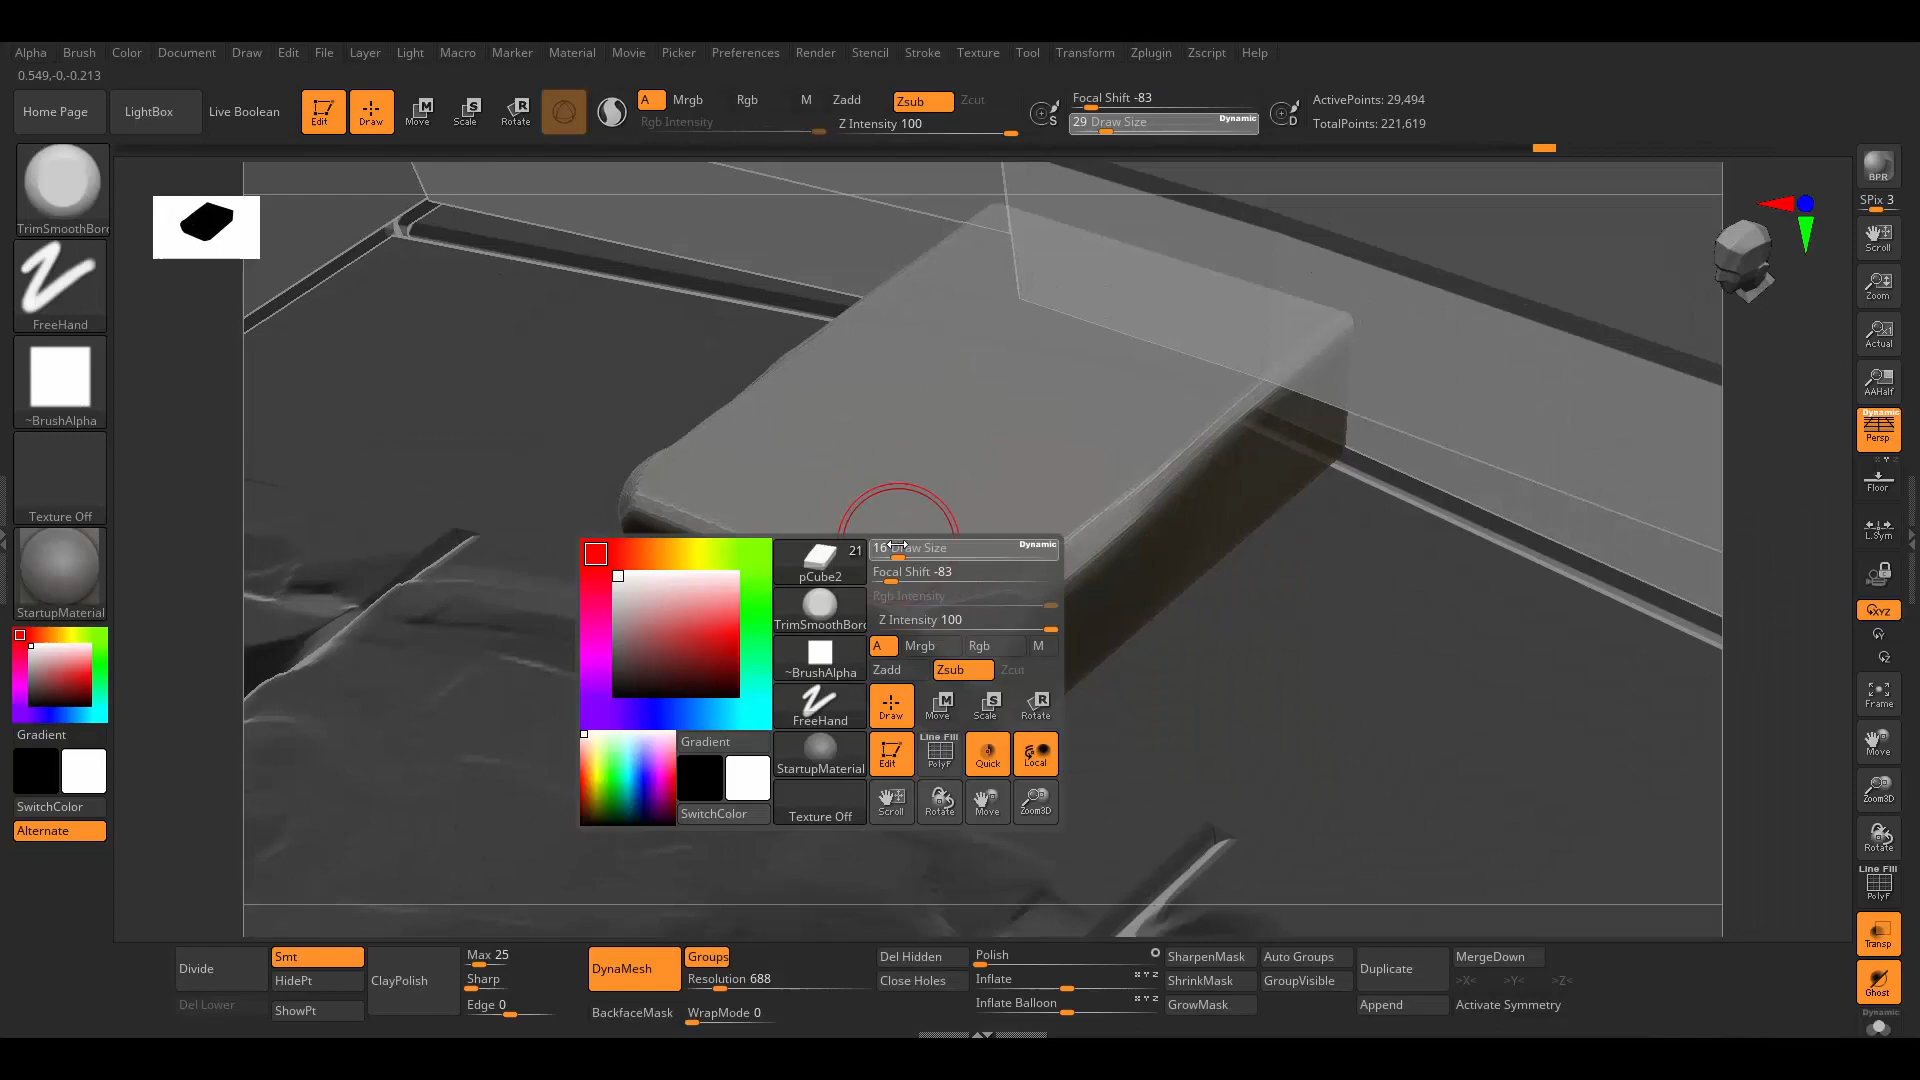 Alpha Brush Color Document Draw Edit File Layer Light Macro Marker Material Movie Picker Preferences Render Stencil Stroke Texture Tool Transform Zplugin Zscript Help
0.549,-0,-0.213
Home Page LightBox Live Boolean Edit Draw Move Scale Rotate
A Mrgb Rgb M Zadd Zsub Zcut
Rgb Intensity Z Intensity 100
Focal Shift -83
29 Draw Size Dynamic
ActivePoints: 29,494
TotalPoints: 221,619
TrimSmoothBord
FreeHand
~BrushAlpha
Texture Off
StartupMaterial
Gradient
SwitchColor
Alternate
21
pCube2
TrimSmoothBord
~BrushAlpha
FreeHand
StartupMaterial
Texture Off
Gradient
SwitchColor
16 Draw Size Dynamic
Focal Shift -83
Rgb Intensity
Z Intensity 100
A Mrgb Rgb M
Zadd Zsub Zcut
Draw Move Scale Rotate
Edit Line Fill PolyF Quick Local
Scroll Rotate Move Zoom3D
BPR
SPix 3
Scroll
Zoom
Actual
AAHalf
Dynamic
Persp
Floor
L.Sym
XYZ
Frame
Move
Zoom3D
Rotate
Line Fill
PolyF
Transp
Ghost
Dynamic
Divide Smt ClayPolish Max 25 DynaMesh Groups Del Hidden Polish SharpenMask Auto Groups Duplicate MergeDown
HidePt Sharp Resolution 688 Close Holes Inflate ShrinkMask GroupVisible >X< >Y< >Z<
Del Lower ShowPt Edge 0 BackfaceMask WrapMode 0 Inflate Balloon GrowMask Append Activate Symmetry